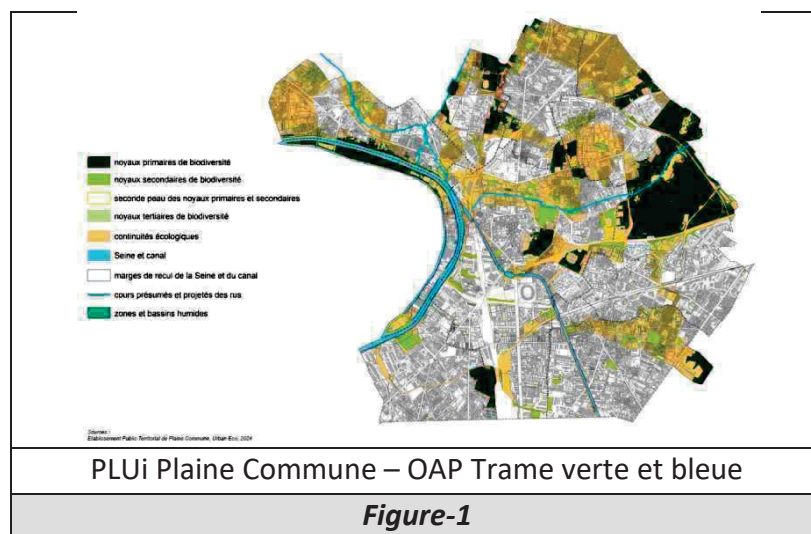 noyaux primaires de biodiversité
noyaux secondaires de biodiversité
seconde peau des noyaux primaires et secondaires
noyaux tertiaires de biodiversité
continuités écologiques
Seine et canal
marges de recul de la Seine et du canal
cours présumés et projetés des rus
zones et bassins humides
Sources :
Etablissement Public Territorial de Plaine Commune, Urban-Eco, 2024
PLUi Plaine Commune – OAP Trame verte et bleue
Figure-1